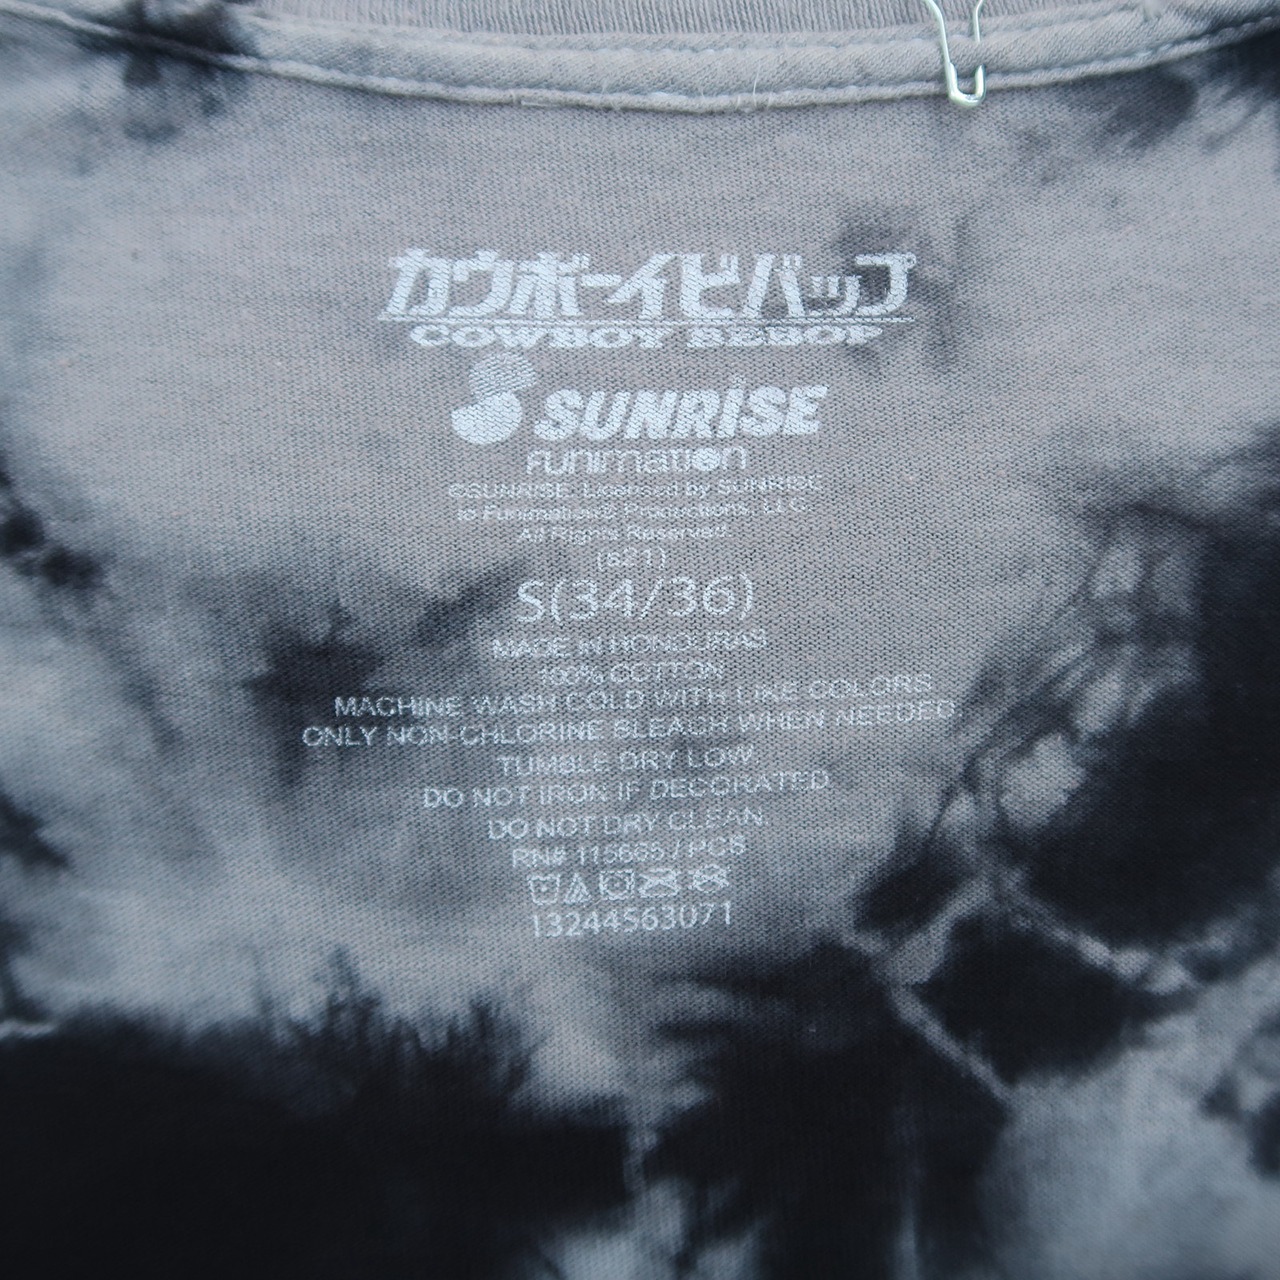 カウボーイビバップ
COWBOY BEBOP
SUNRISE
FUNIMATION
©SUNRISE. Licensed by SUNRISE
to Funimation® Productions, LLC.
All Rights Reserved.
(s21)
S(34/36)
MADE IN HONDURAS
100% COTTON
MACHINE WASH COLD WITH LIKE COLORS.
ONLY NON-CHLORINE BLEACH WHEN NEEDED.
TUMBLE DRY LOW.
DO NOT IRON IF DECORATED.
DO NOT DRY CLEAN.
RN# 115665 / PCS
13244563071